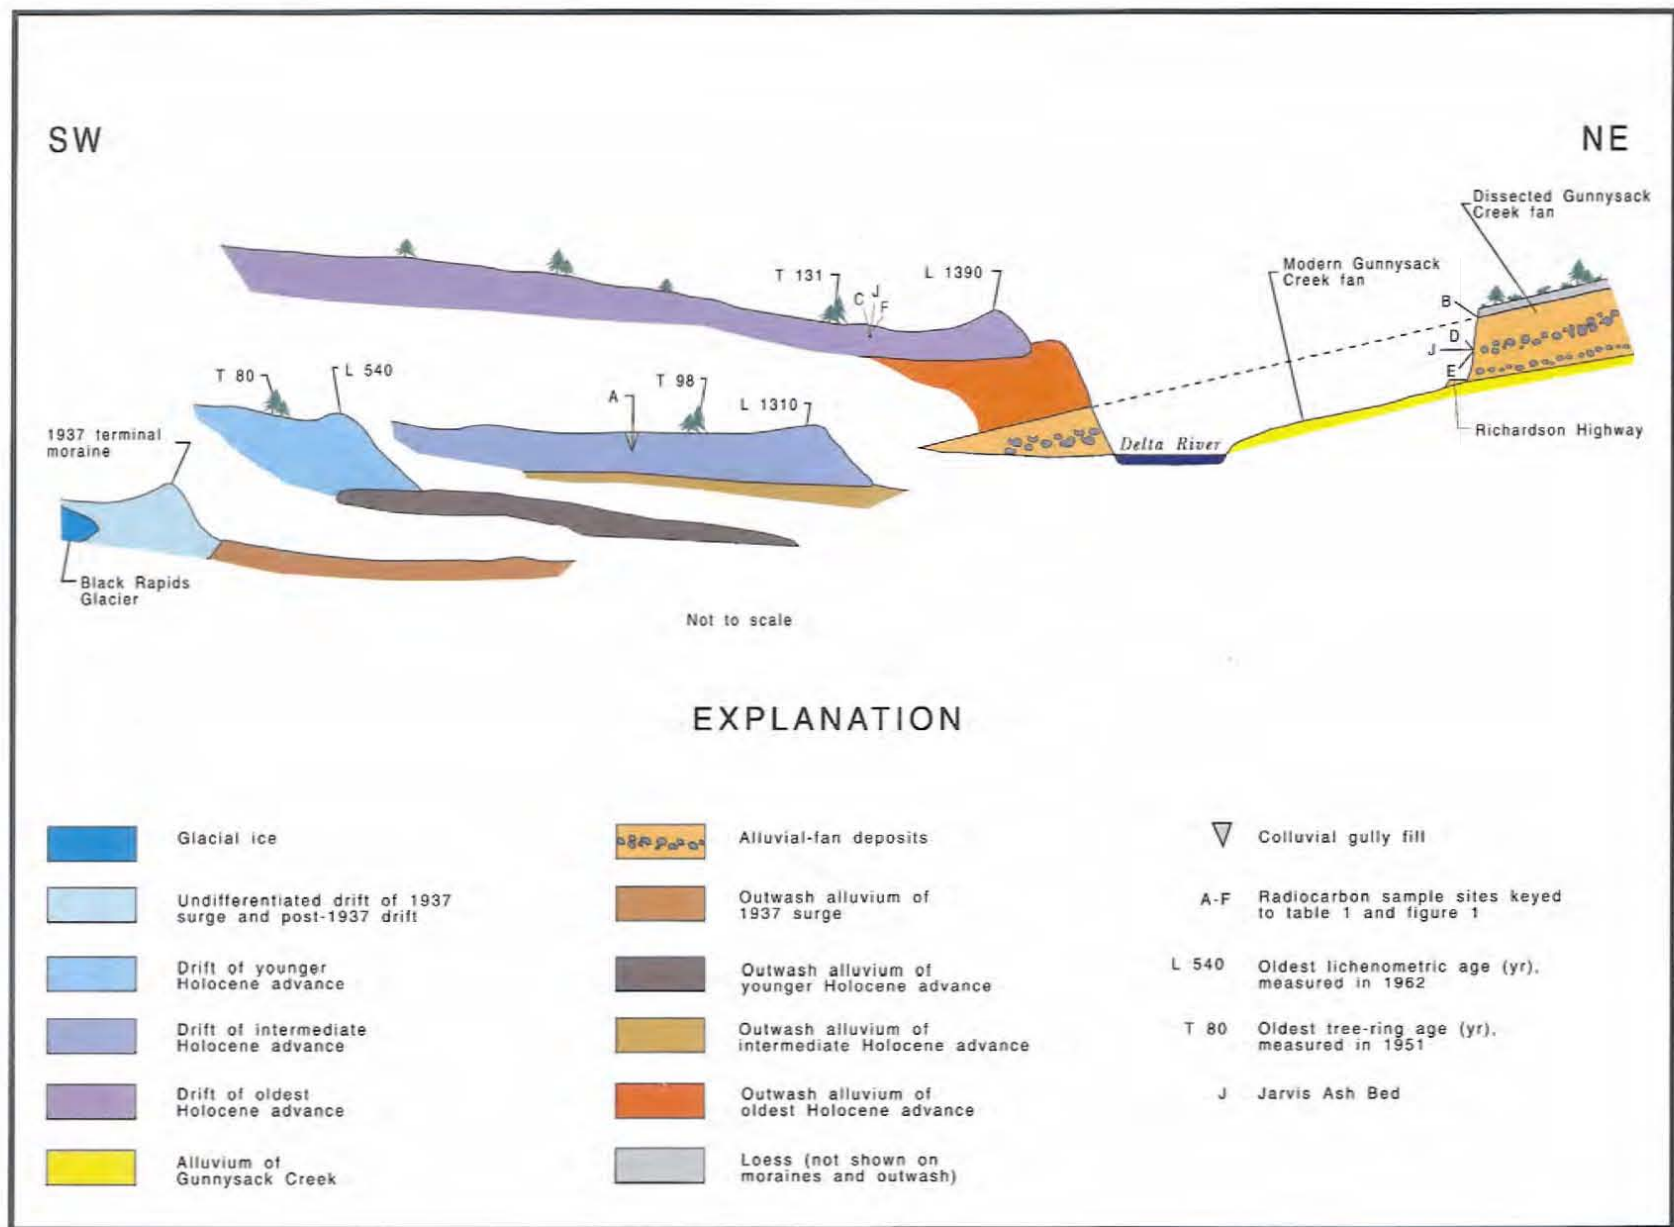 SW
NE
Dissected Gunnysack
Creek fan
Modern Gunnysack
Creek fan
T 131
L 1390
C
J
F
B
D
J
E
T 80
L 540
A
T 98
L 1310
Delta River
Richardson Highway
1937 terminal
moraine
Black Rapids
Glacier
Not to scale
EXPLANATION
Glacial ice
Undifferentiated drift of 1937
surge and post-1937 drift
Drift of younger
Holocene advance
Drift of intermediate
Holocene advance
Drift of oldest
Holocene advance
Alluvium of
Gunnysack Creek
Alluvial-fan deposits
Outwash alluvium of
1937 surge
Outwash alluvium of
younger Holocene advance
Outwash alluvium of
intermediate Holocene advance
Outwash alluvium of
oldest Holocene advance
Loess (not shown on
moraines and outwash)
Colluvial gully fill
A-F Radiocarbon sample sites keyed
to table 1 and figure 1
L 540 Oldest lichenometric age (yr),
measured in 1962
T 80 Oldest tree-ring age (yr),
measured in 1951
J Jarvis Ash Bed